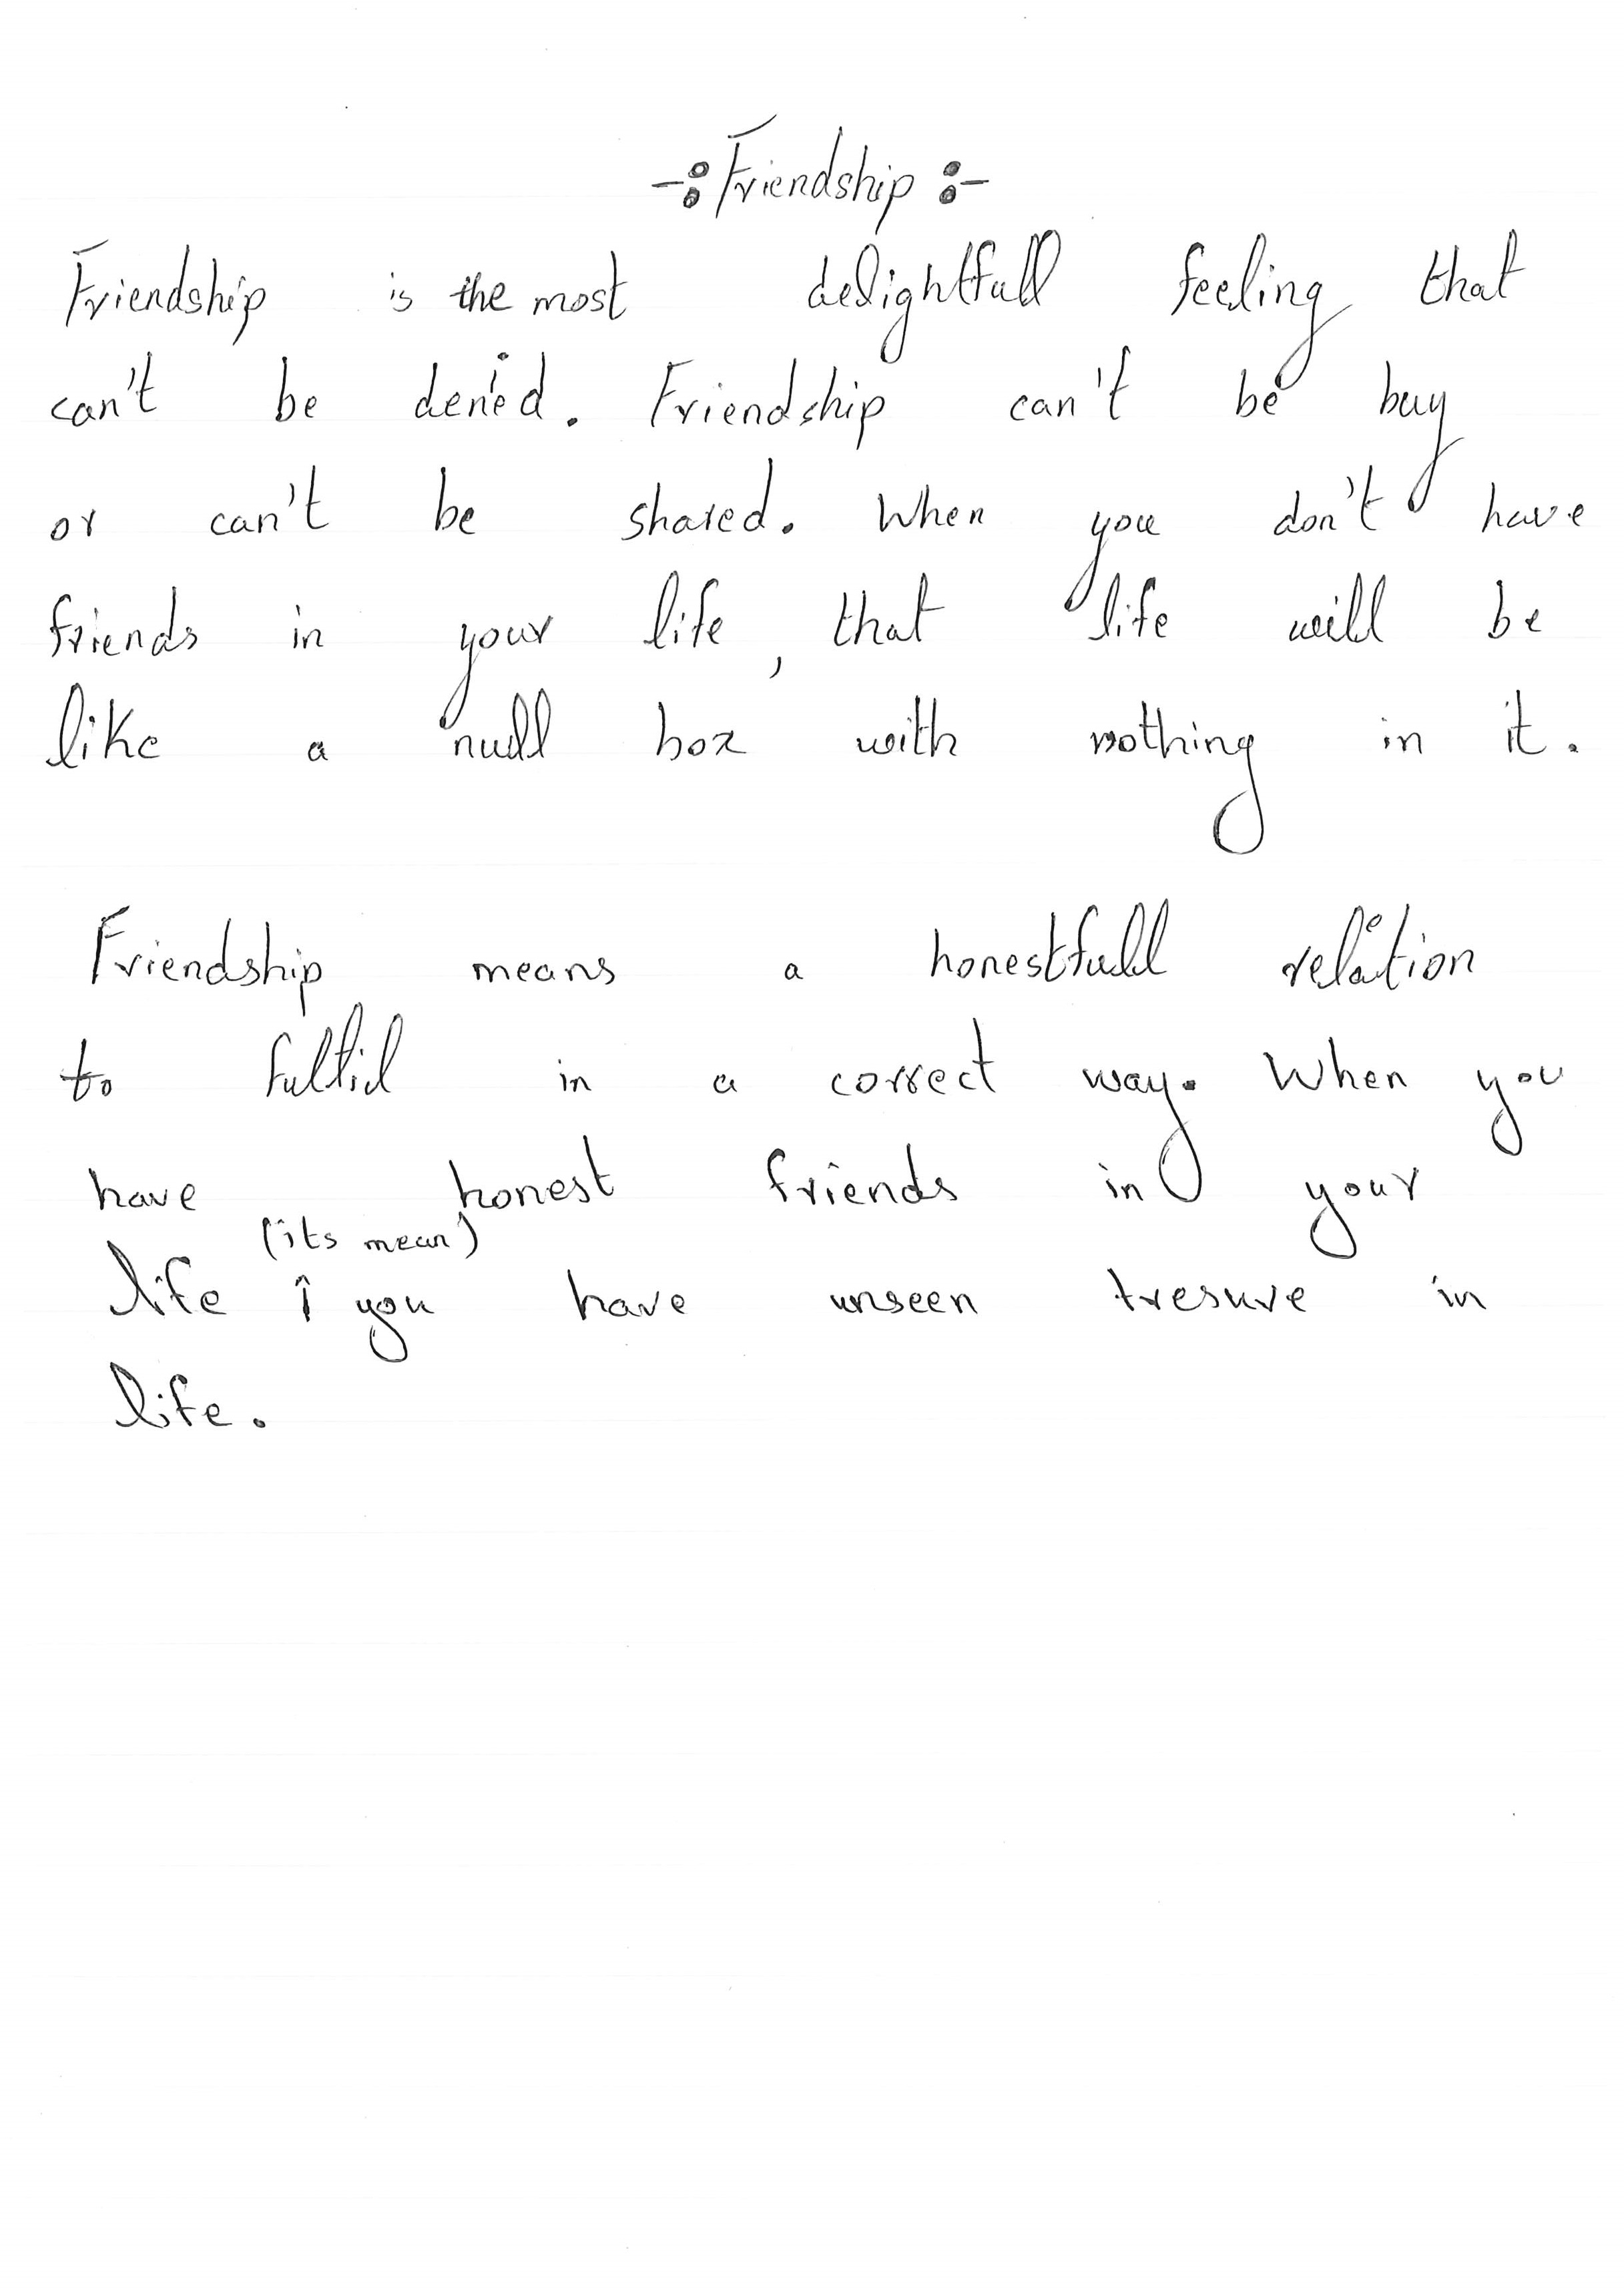 -: Friendship :-
Friendship is the most delightfull feeling that
can't be denied. Friendship can't be buy
or can't be shared. When you don't have
friends in your life, that life will be
like a null box with nothing in it.
Friendship means a honestfull relation
to fulfil in a correct way. When you
have honest friends in your
(its mean)
life you have unseen tresure in
life.